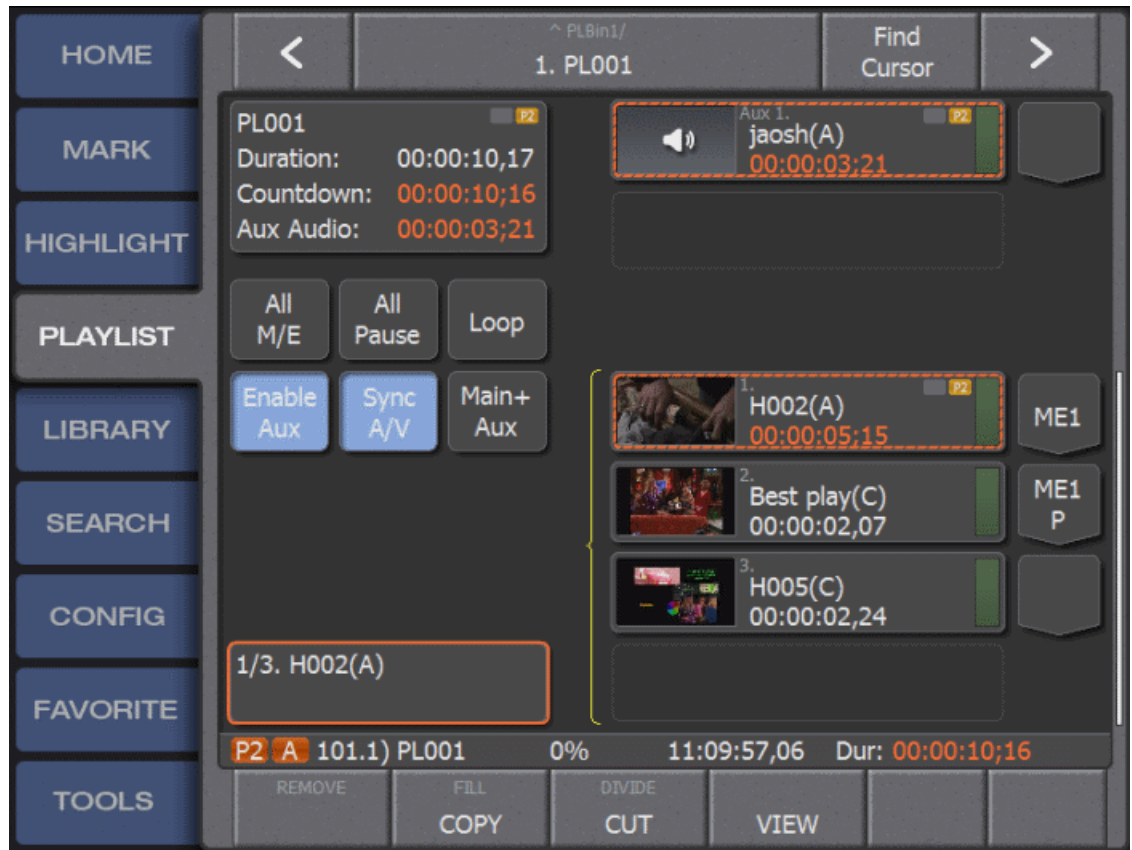 HOME
MARK
HIGHLIGHT
PLAYLIST
LIBRARY
SEARCH
CONFIG
FAVORITE
TOOLS
<
^ PLBin1/
1. PL001
Find
Cursor
>
PL001
P2
Duration: 00:00:10,17
Countdown: 00:00:10;16
Aux Audio: 00:00:03;21
All
M/E
All
Pause
Loop
Enable
Aux
Sync
A/V
Main+
Aux
1/3. H002(A)
Aux 1.
P2
jaosh(A)
00:00:03;21
1.
P2
H002(A)
00:00:05;15
ME1
2.
Best play(C)
00:00:02,07
ME1
P
3.
H005(C)
00:00:02,24
P2 A 101.1) PL001 0% 11:09:57,06 Dur: 00:00:10;16
REMOVE
FILL
COPY
DIVIDE
CUT
VIEW